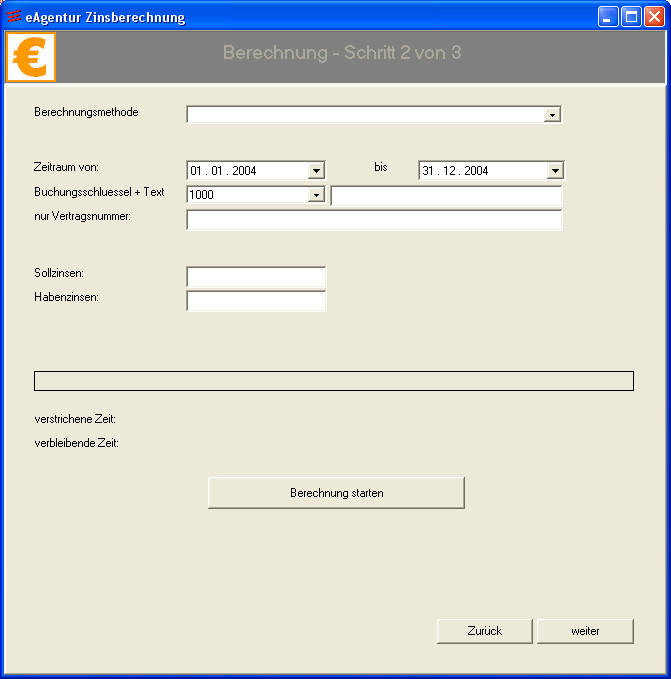 eAgentur Zinsberechnung
€ Berechnung - Schritt 2 von 3
Berechnungsmethode
Zeitraum von: 01 . 01 . 2004 bis 31 . 12 . 2004
Buchungsschluessel + Text 1000
nur Vertragsnummer:
Sollzinsen:
Habenzinsen:
verstrichene Zeit:
verbleibende Zeit:
Berechnung starten
Zurück weiter